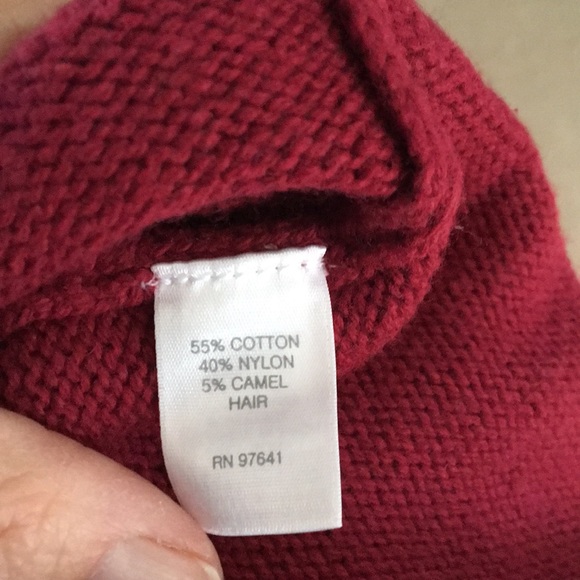 55% COTTON
40% NYLON
5% CAMEL
HAIR
RN 97641